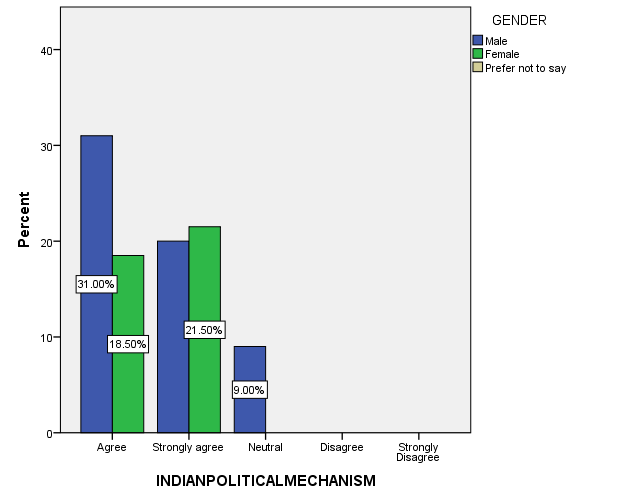 GENDER
Male
Female
Prefer not to say
Percent
40
30
20
10
0
31.00%
18.50%
21.50%
9.00%
Agree
Strongly agree
Neutral
Disagree
Strongly
Disagree
INDIANPOLITICALMECHANISM